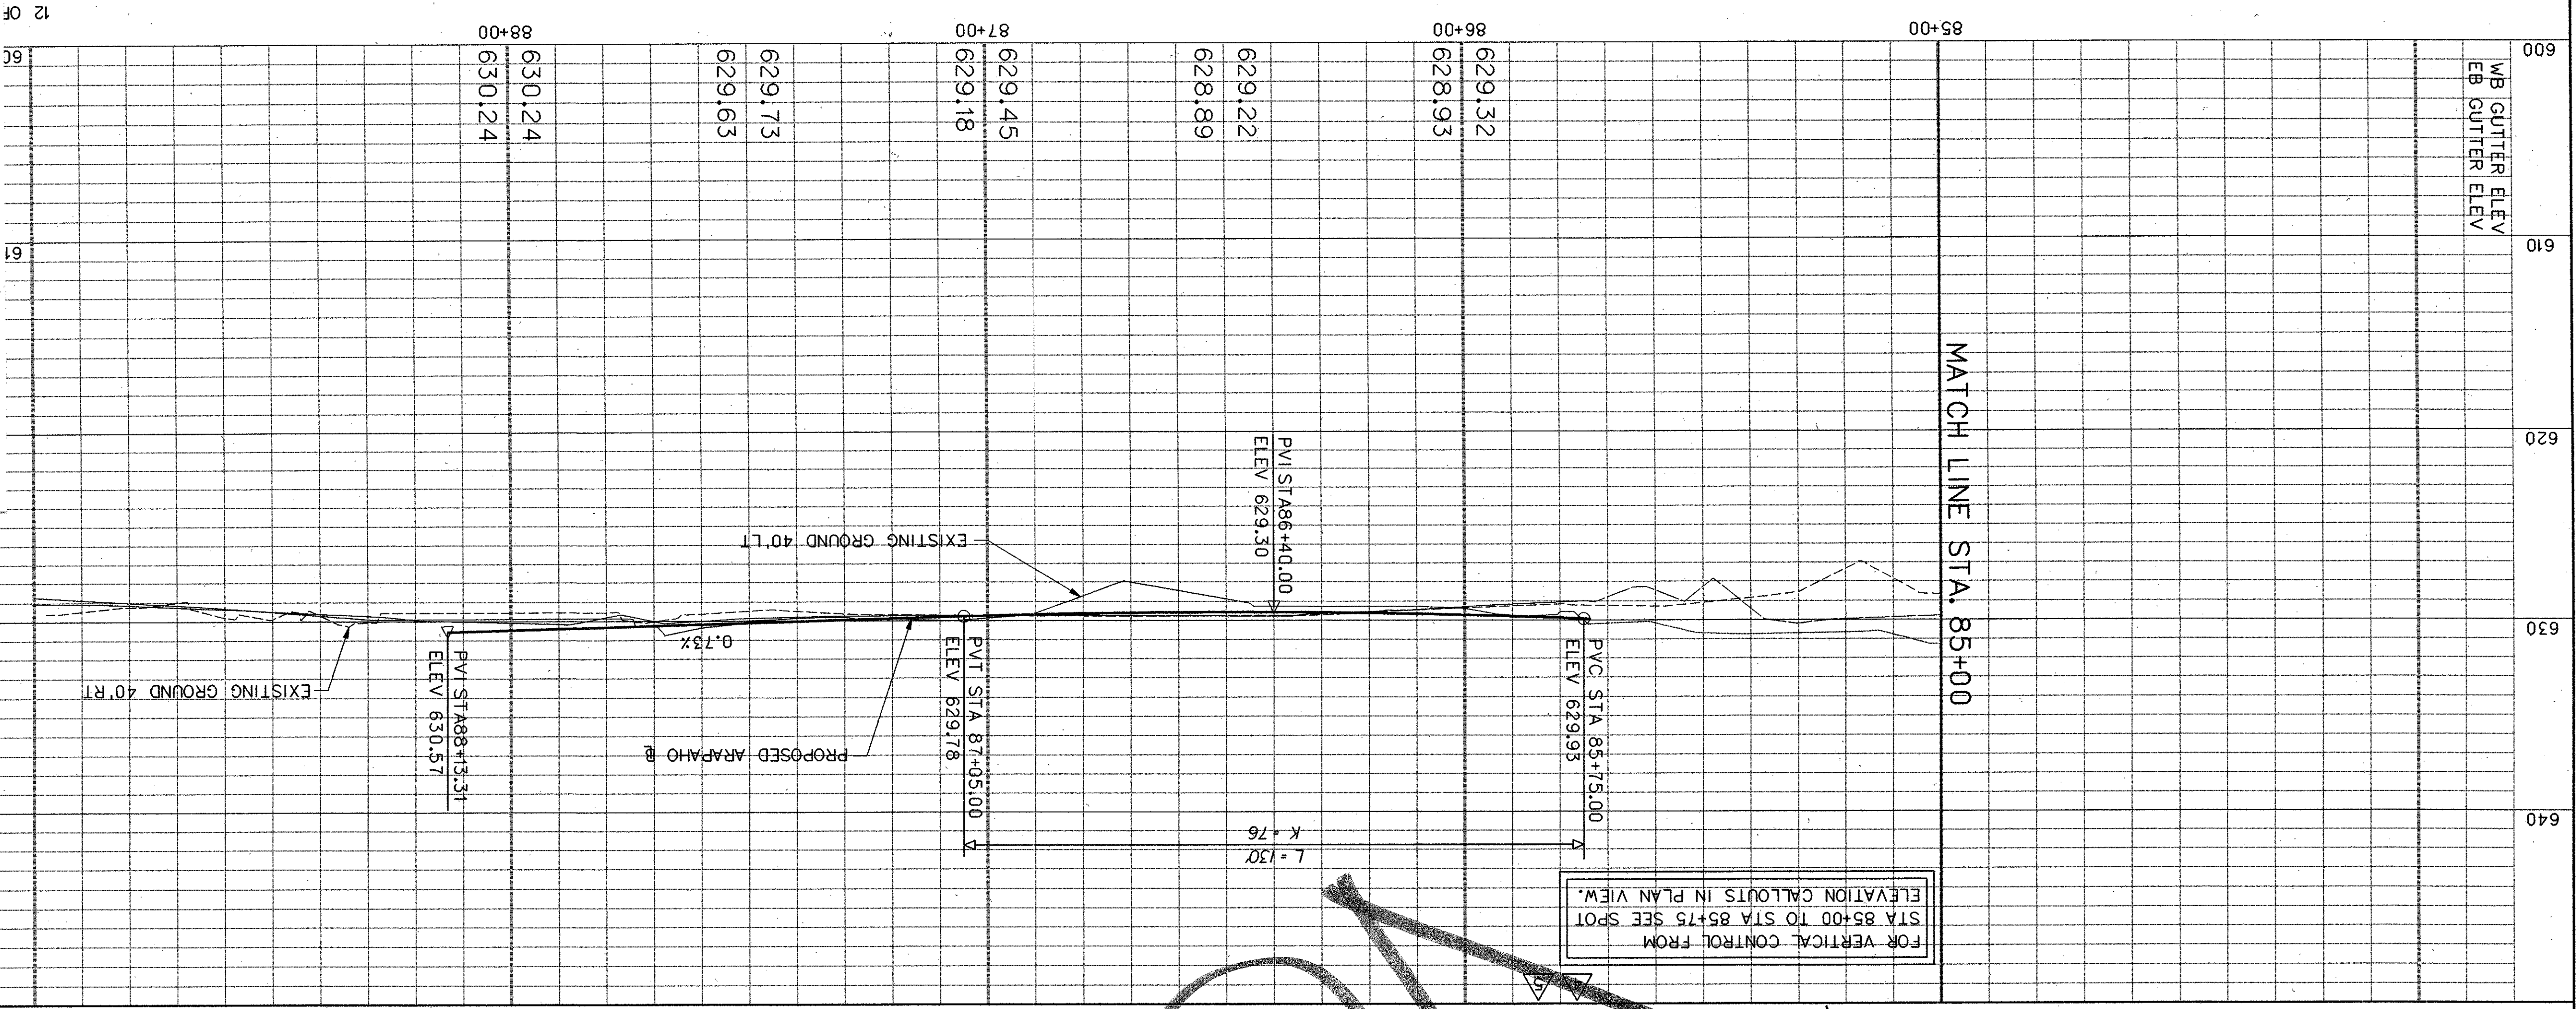 FOR VERTICAL CONTROL FROM
STA 85+00 TO STA 85+75 SEE SPOT
ELEVATION CALLOUTS IN PLAN VIEW.
L = 130'
K = 76
640
630
620
610
600
MATCH LINE STA. 85+00
PVC STA 85+75.00
ELEV 629.93
PVI STA86+40.00
ELEV 629.30
PVT STA 87+05.00
ELEV 629.78
PROPOSED ARAPAHO
0.73%
PVI STA88+13.31
ELEV 630.57
EXISTING GROUND 40'RT
EXISTING GROUND 40'LT
WB GUTTER ELEV
EB GUTTER ELEV
629.32
628.93
629.22
628.89
629.45
629.18
629.73
629.63
630.24
630.24
61
60
85+00
86+00
87+00
88+00
12 OF